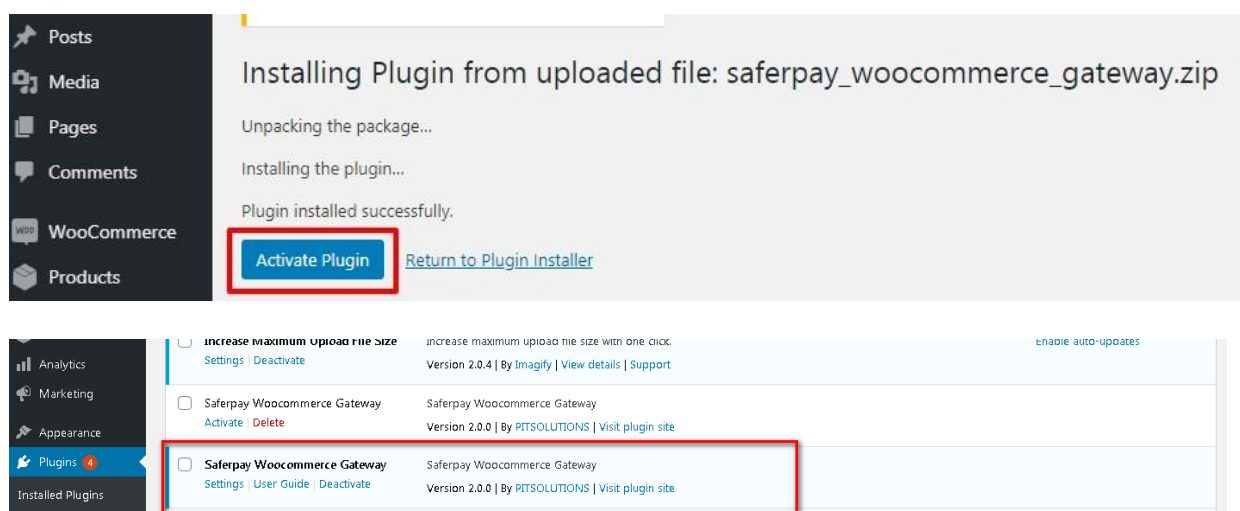 Posts
Media
Pages
Comments
WOO WooCommerce
Products
Installing Plugin from uploaded file: saferpay_woocommerce_gateway.zip
Unpacking the package...
Installing the plugin...
Plugin installed successfully.
Activate Plugin Return to Plugin Installer
Analytics
Marketing
Appearance
Plugins 4
Installed Plugins
Increase Maximum Upload File Size Increase maximum upload file size with one click. Enable auto-updates
Settings | Deactivate Version 2.0.4 | By Imagify | View details | Support
Saferpay Woocommerce Gateway Saferpay Woocommerce Gateway
Activate | Delete Version 2.0.0 | By PITSOLUTIONS | Visit plugin site
Saferpay Woocommerce Gateway Saferpay Woocommerce Gateway
Settings | User Guide | Deactivate Version 2.0.0 | By PITSOLUTIONS | Visit plugin site